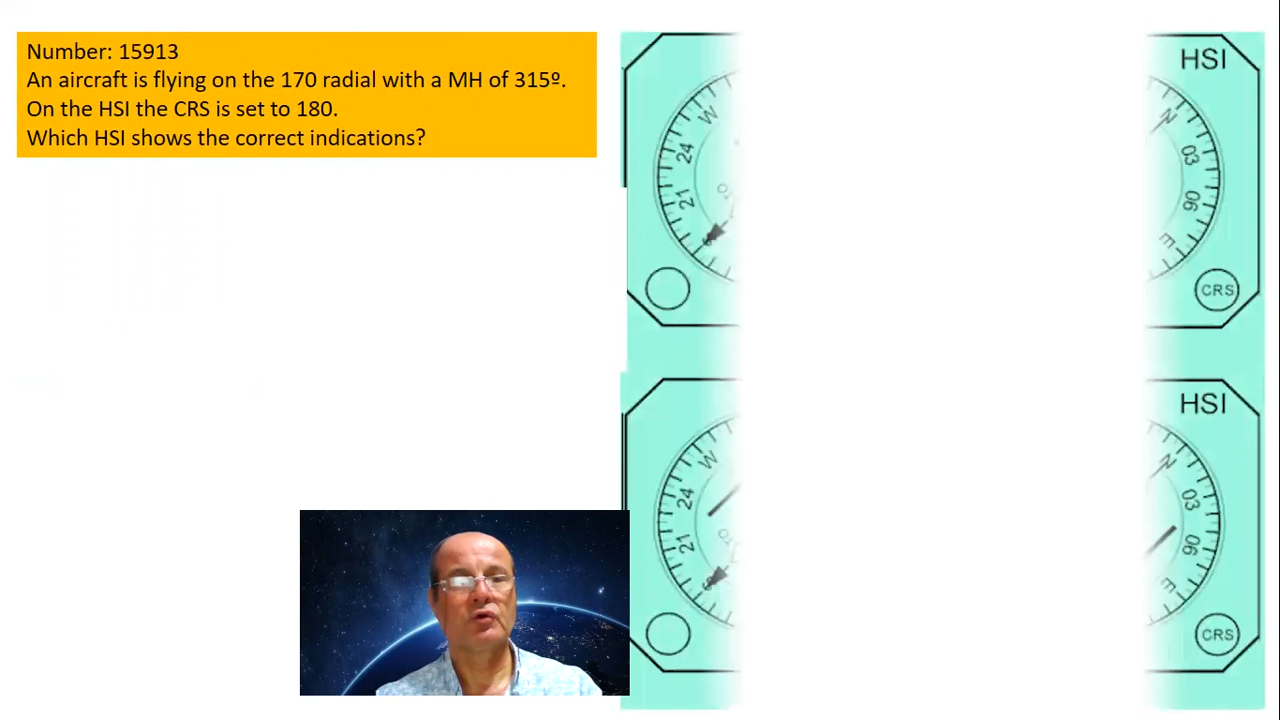 Number: 15913
An aircraft is flying on the 170 radial with a MH of 315º.
On the HSI the CRS is set to 180.
Which HSI shows the correct indications?
HSI
W
24
21
N
03
06
E
CRS
HSI
W
24
21
N
03
06
E
CRS